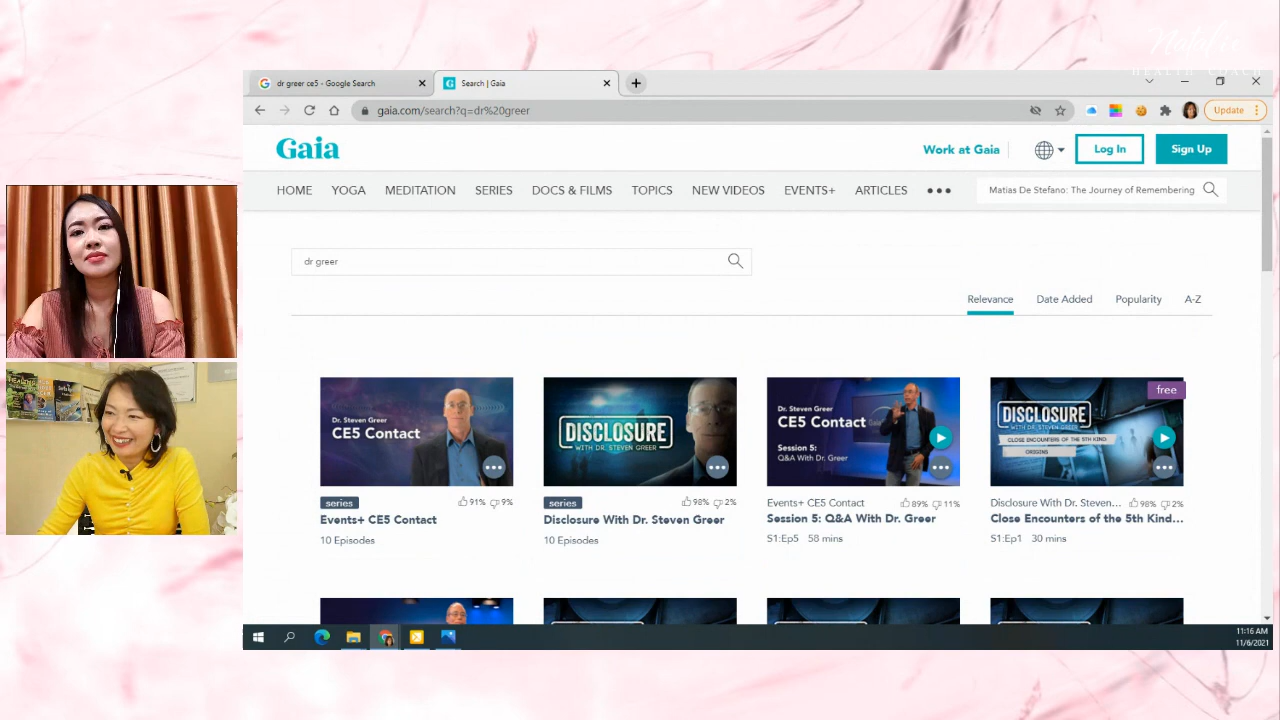 Natalie
HEALTH COACH
dr greer ce5 - Google Search
Search | Gaia
gaia.com/search?q=dr%20greer
Update
Gaia
Work at Gaia
Log In
Sign Up
HOME YOGA MEDITATION SERIES DOCS & FILMS TOPICS NEW VIDEOS EVENTS+ ARTICLES
Matias De Stefano: The Journey of Remembering
dr greer
Relevance Date Added Popularity A-Z
Dr. Steven Greer
CE5 Contact
series
91% 9%
Events+ CE5 Contact
10 Episodes
DISCLOSURE
WITH DR. STEVEN GREER
series
98% 2%
Disclosure With Dr. Steven Greer
10 Episodes
Dr. Steven Greer
CE5 Contact
Session 5:
Q&A With Dr. Greer
Events+ CE5 Contact
89% 11%
Session 5: Q&A With Dr. Greer
S1:Ep5 58 mins
free
DISCLOSURE
WITH DR. STEVEN GREER
CLOSE ENCOUNTERS OF THE 5TH KIND
ORIGINS
Disclosure With Dr. Steven...
98% 2%
Close Encounters of the 5th Kind...
S1:Ep1 30 mins
11:16 AM
11/6/2021